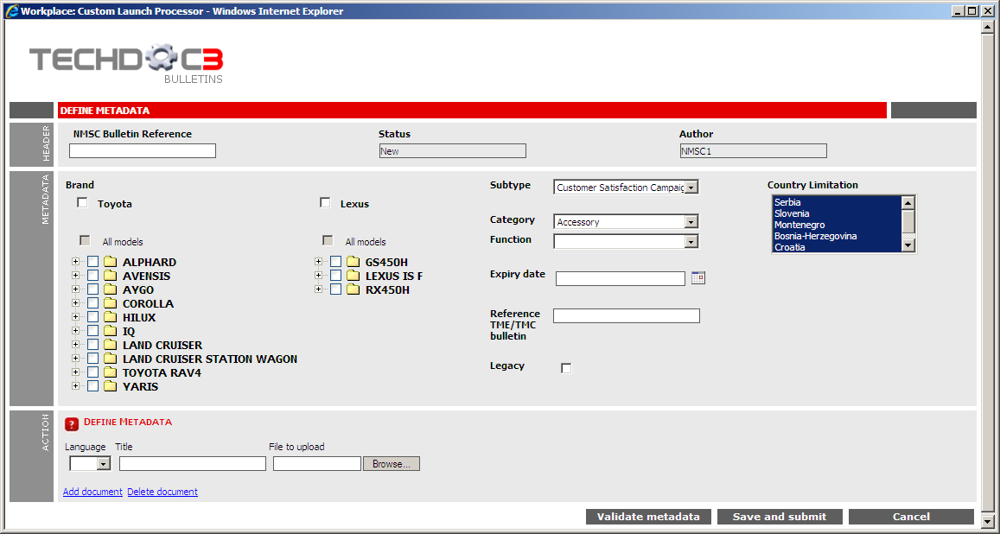 Workplace: Custom Launch Processor - Windows Internet Explorer
TECHDOC3
BULLETINS
DEFINE METADATA
HEADER
NMSC Bulletin Reference
Status
New
Author
NMSC1
METADATA
Brand
Toyota
All models
ALPHARD
AVENSIS
AYGO
COROLLA
HILUX
IQ
LAND CRUISER
LAND CRUISER STATION WAGON
TOYOTA RAV4
YARIS
Lexus
All models
GS450H
LEXUS IS F
RX450H
Subtype
Customer Satisfaction Campaig
Category
Accessory
Function
Expiry date
Reference
TME/TMC
bulletin
Legacy
Country Limitation
Serbia
Slovenia
Montenegro
Bosnia-Herzegovina
Croatia
ACTION
? DEFINE METADATA
Language Title File to upload
Browse...
Add document Delete document
Validate metadata Save and submit Cancel